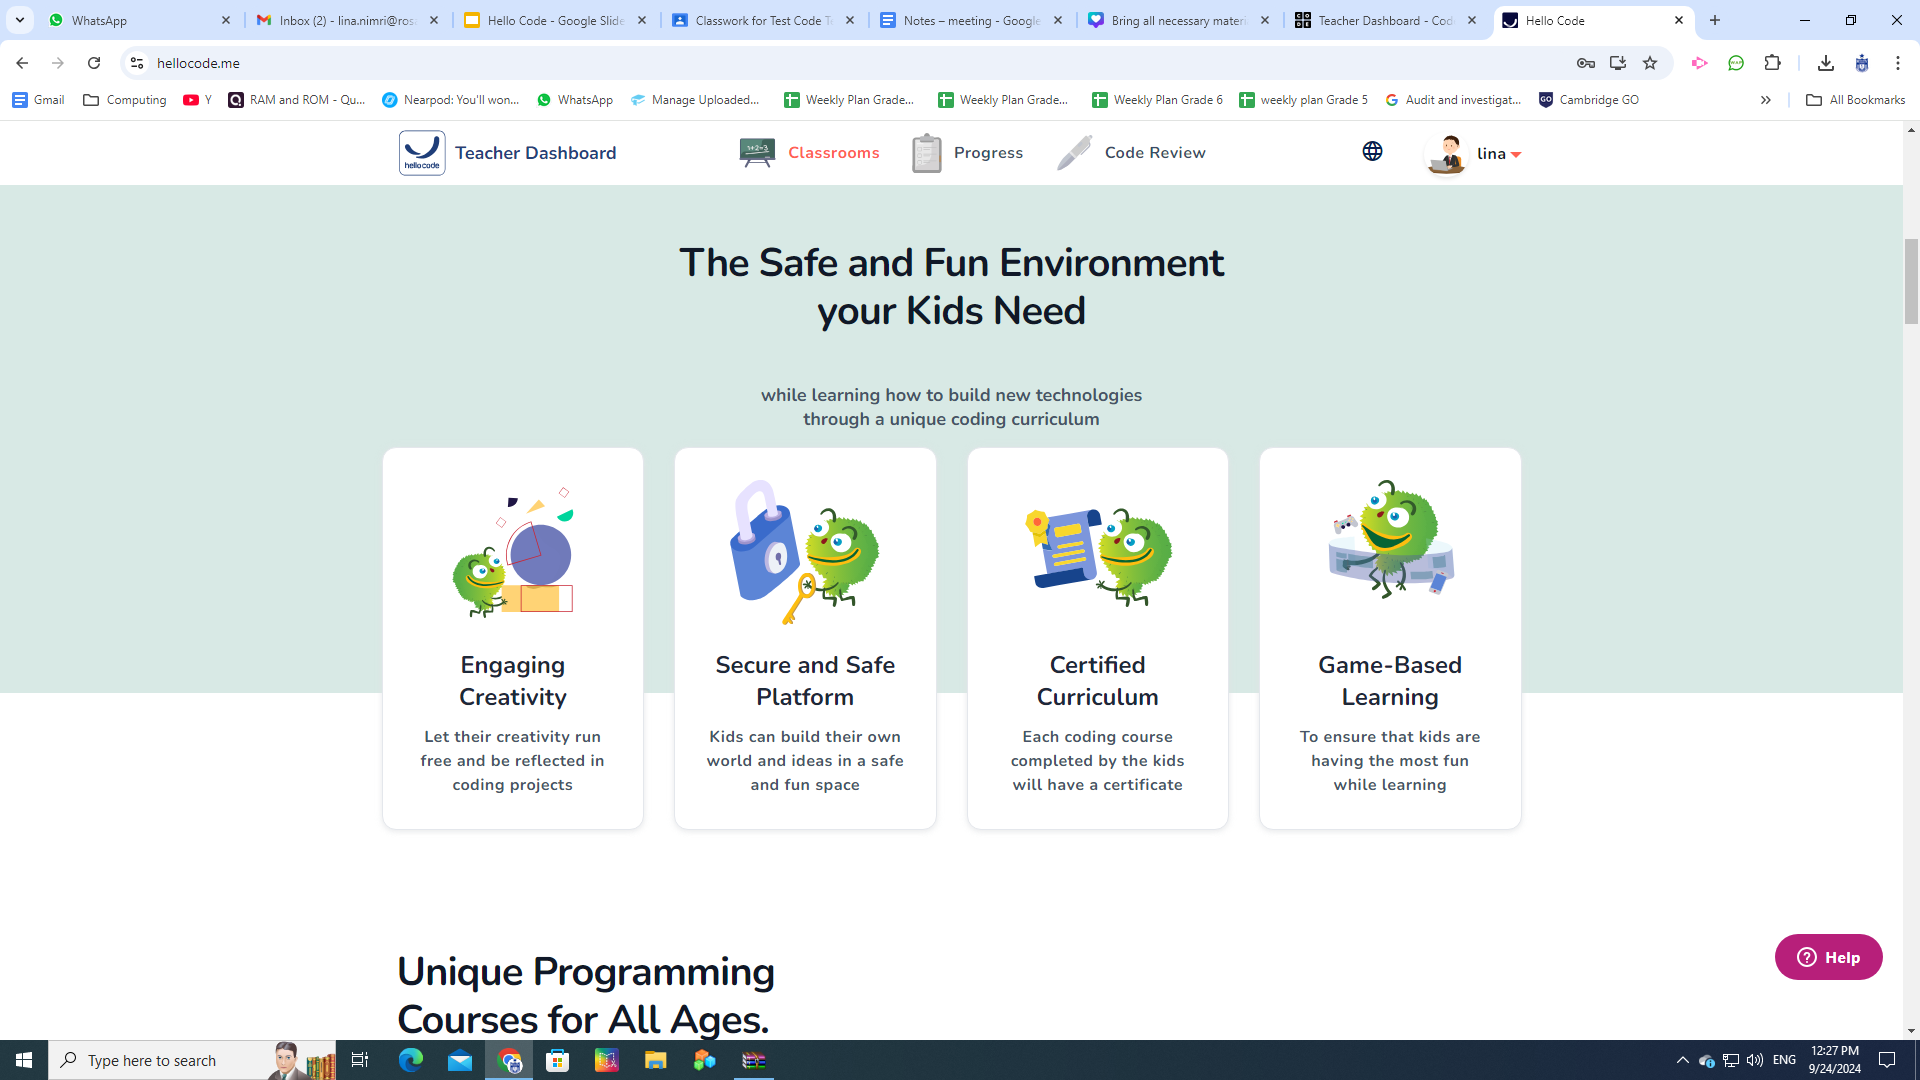 WhatsApp
Inbox (2) - lina.nimri@ros
Hello Code - Google Slide
Classwork for Test Code T
Notes – meeting - Google
Bring all necessary materi
Teacher Dashboard - Cod
Hello Code
hellocode.me
Gmail
Computing
Y
RAM and ROM - Qu...
Nearpod: You'll won...
WhatsApp
Manage Uploaded...
Weekly Plan Grade...
Weekly Plan Grade...
Weekly Plan Grade 6
weekly plan Grade 5
Audit and investigat...
Cambridge GO
All Bookmarks
hello code
Teacher Dashboard
1+2=3
Classrooms
Progress
Code Review
lina
The Safe and Fun Environment
your Kids Need
while learning how to build new technologies
through a unique coding curriculum
Engaging
Creativity
Let their creativity run
free and be reflected in
coding projects
Secure and Safe
Platform
Kids can build their own
world and ideas in a safe
and fun space
Certified
Curriculum
Each coding course
completed by the kids
will have a certificate
Game-Based
Learning
To ensure that kids are
having the most fun
while learning
Unique Programming
Courses for All Ages.
Help
Type here to search
ENG
12:27 PM
9/24/2024